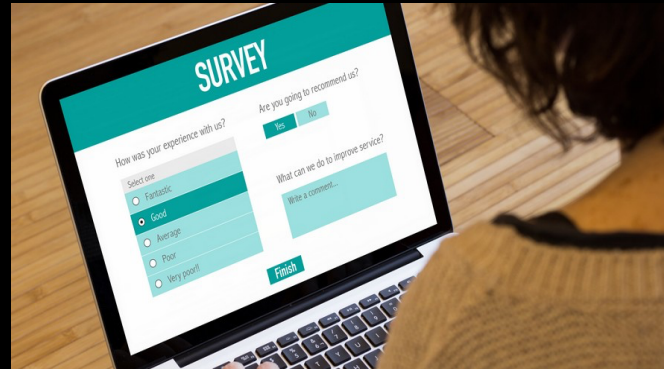 SURVEY
How was your experience with us?
Select one
Fantastic
Good
Average
Poor
Very poor!!
Are you going to recommend us?
Yes No
What can we do to improve service?
Write a comment...
Finish